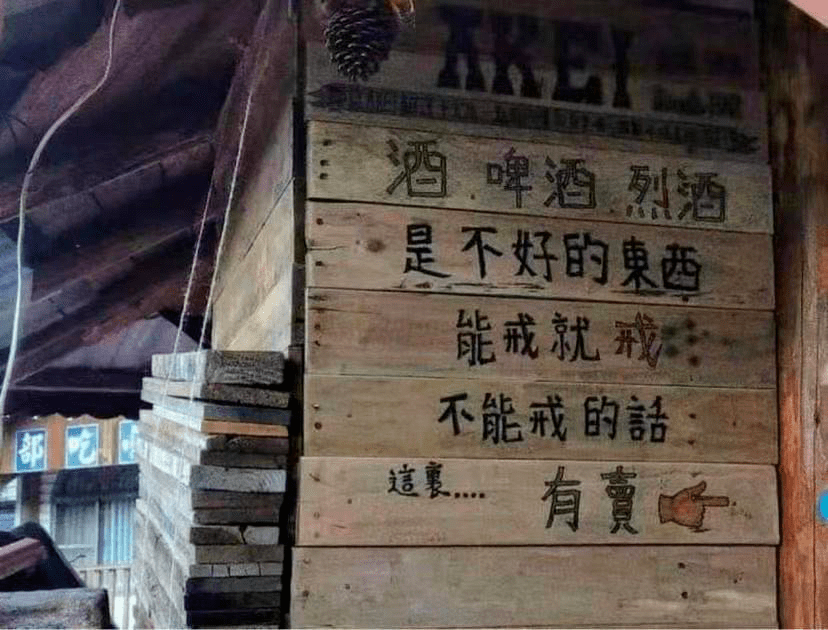 AKEI
酒 啤酒 烈酒
是不好的東西
能戒就戒...
不能戒的話
這裏.... 有賣
部 吃